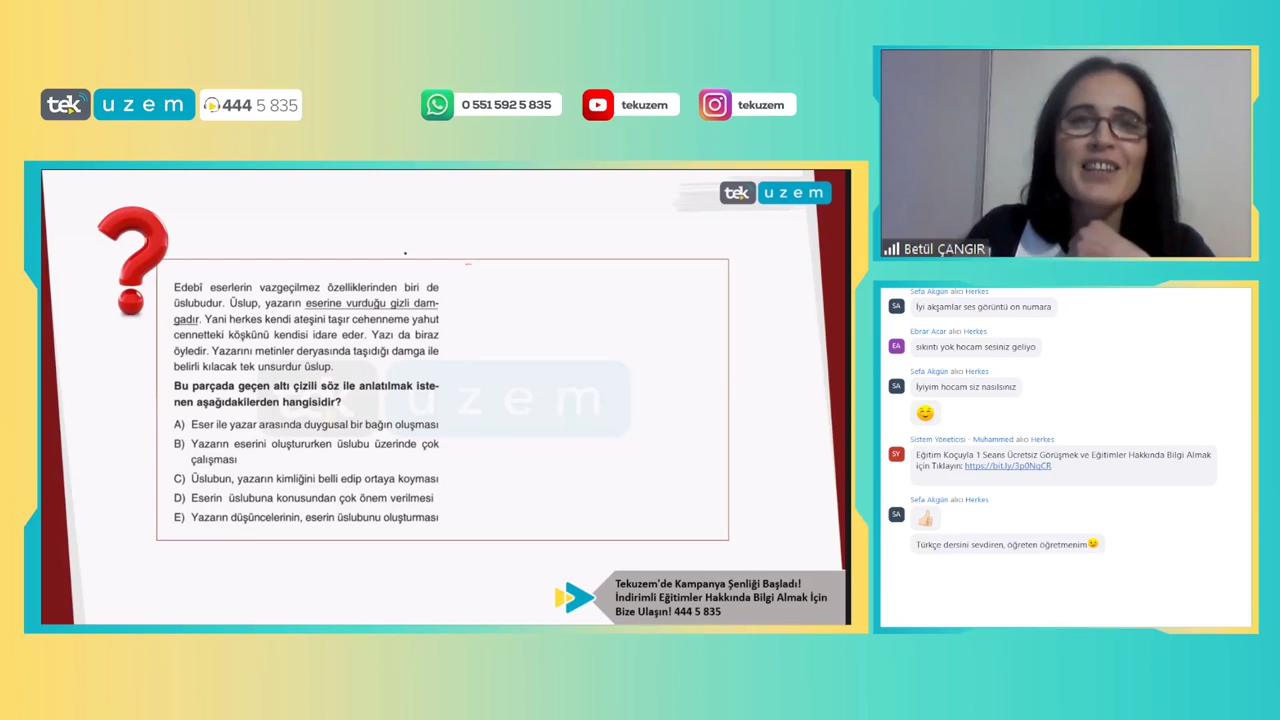 tek uzem 444 5 835
0 551 592 5 835
tekuzem
tekuzem
tek uzem
Edebî eserlerin vazgeçilmez özelliklerinden biri de
üslubudur. Üslup, yazarın eserine vurduğu gizli dam-
gadır. Yani herkes kendi ateşini taşır cehenneme yahut
cennetteki köşkünü kendisi idare eder. Yazı da biraz
öyledir. Yazarını metinler deryasında taşıdığı damga ile
belirli kılacak tek unsurdur üslup.
Bu parçada geçen altı çizili söz ile anlatılmak iste-
nen aşağıdakilerden hangisidir?
A) Eser ile yazar arasında duygusal bir bağın oluşması
B) Yazarın eserini oluştururken üslubu üzerinde çok
çalışması
C) Üslubun, yazarın kimliğini belli edip ortaya koyması
D) Eserin üslubuna konusundan çok önem verilmesi
E) Yazarın düşüncelerinin, eserin üslubunu oluşturması
tek uzem
Tekuzem'de Kampanya Şenliği Başladı!
İndirimli Eğitimler Hakkında Bilgi Almak İçin
Bize Ulaşın! 444 5 835
Betül ÇANGIR
Sefa Akgün alıcı Herkes
SA
İyi akşamlar ses görüntü on numara
Ebrar Acar alıcı Herkes
EA
sıkıntı yok hocam sesiniz geliyo
Sefa Akgün alıcı Herkes
SA
İyiyim hocam siz nasılsınız
Sistem Yöneticisi - Muhammed alıcı Herkes
SY
Eğitim Koçuyla 1 Seans Ücretsiz Görüşmek ve Eğitimler Hakkında Bilgi Almak
için Tıklayın: https://bit.ly/3p0NqCR
Sefa Akgün alıcı Herkes
SA
Türkçe dersini sevdiren, öğreten öğretmenim